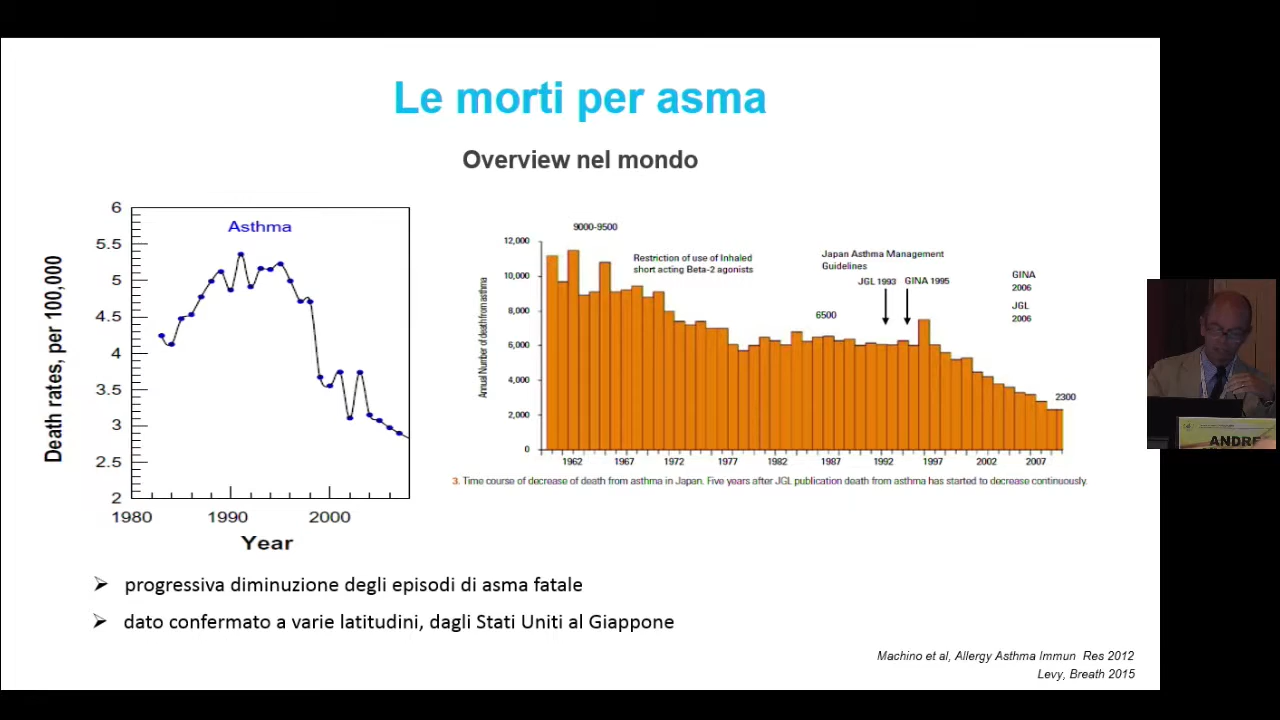 Le morti per asma
Overview nel mondo
6
5.5
5
4.5
4
3.5
3
2.5
2
Death rates, per 100,000
Asthma
1980
1990
2000
Year
12,000
10,000
8,000
6,000
4,000
2,000
0
Annual Number of death from asthma
9000-9500
Restriction of use of Inhaled
short acting Beta-2 agonists
6500
Japan Asthma Management
Guidelines
JGL 1993
GINA 1995
GINA
2006
JGL
2006
2300
1962
1967
1972
1977
1982
1987
1992
1997
2002
2007
3. Time course of decrease of death from asthma in Japan. Five years after JGL publication death from asthma has started to decrease continuously.
➢ progressiva diminuzione degli episodi di asma fatale
➢ dato confermato a varie latitudini, dagli Stati Uniti al Giappone
Machino et al, Allergy Asthma Immun Res 2012
Levy, Breath 2015
ANDRE